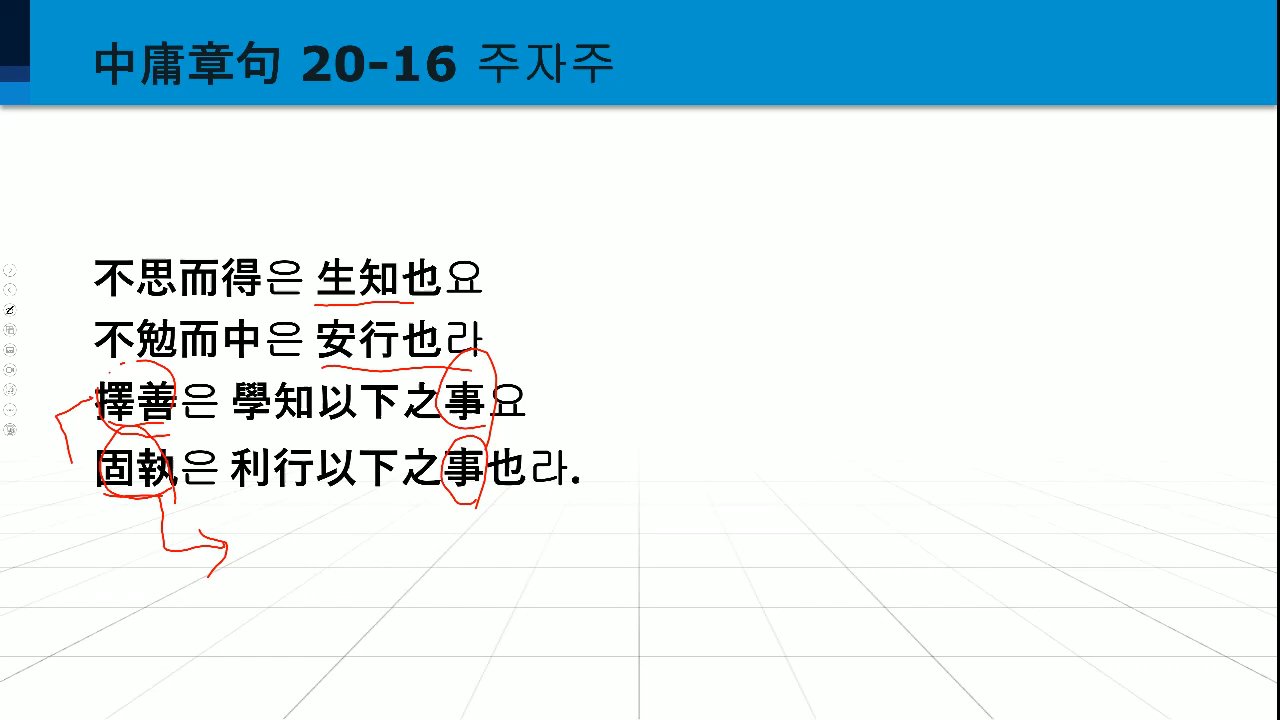 中庸章句 20-16 주자주
不思而得은 生知也요
不勉而中은 安行也라
擇善은 學知以下之事요
固執은 利行以下之事也라.